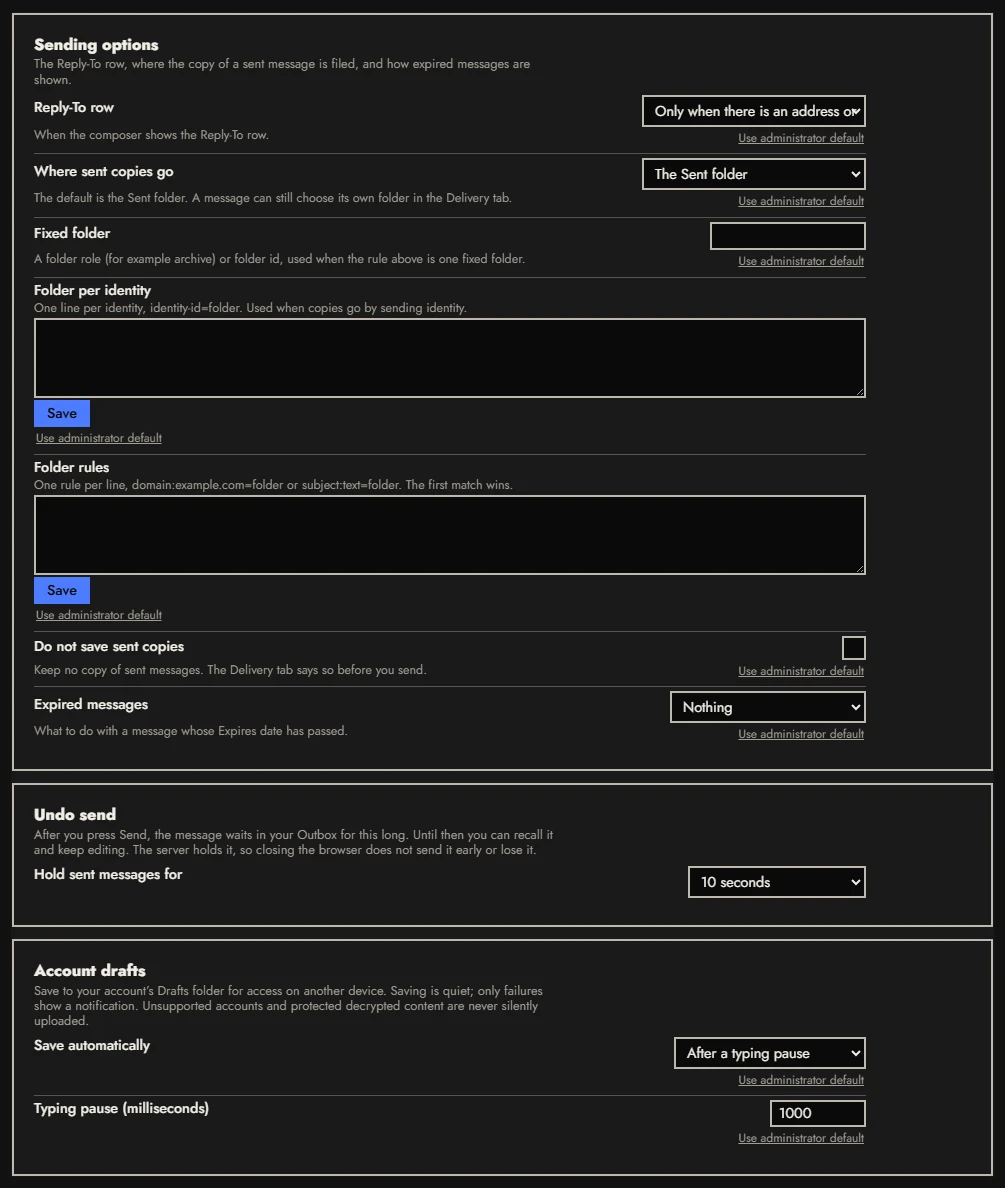 Sending options
The Reply-To row, where the copy of a sent message is filed, and how expired messages are
shown.
Reply-To row
Only when there is an address or
When the composer shows the Reply-To row.
Use administrator default
Where sent copies go
The Sent folder
The default is the Sent folder. A message can still choose its own folder in the Delivery tab.
Use administrator default
Fixed folder
A folder role (for example archive) or folder id, used when the rule above is one fixed folder.
Use administrator default
Folder per identity
One line per identity, identity-id=folder. Used when copies go by sending identity.
Save
Use administrator default
Folder rules
One rule per line, domain:example.com=folder or subject:text=folder. The first match wins.
Save
Use administrator default
Do not save sent copies
Keep no copy of sent messages. The Delivery tab says so before you send.
Use administrator default
Expired messages
Nothing
What to do with a message whose Expires date has passed.
Use administrator default
Undo send
After you press Send, the message waits in your Outbox for this long. Until then you can recall it
and keep editing. The server holds it, so closing the browser does not send it early or lose it.
Hold sent messages for
10 seconds
Account drafts
Save to your account's Drafts folder for access on another device. Saving is quiet; only failures
show a notification. Unsupported accounts and protected decrypted content are never silently
uploaded.
Save automatically
After a typing pause
Use administrator default
Typing pause (milliseconds)
1000
Use administrator default